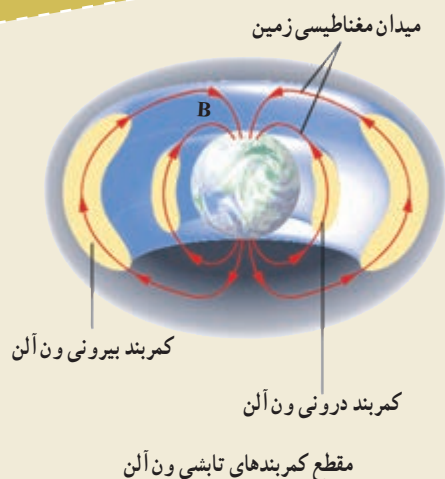 میدان مغناطیسی زمین
B
کمربند بیرونی ون آلن
کمربند درونی ون آلن
مقطع کمربندهای تابشی ون آلن